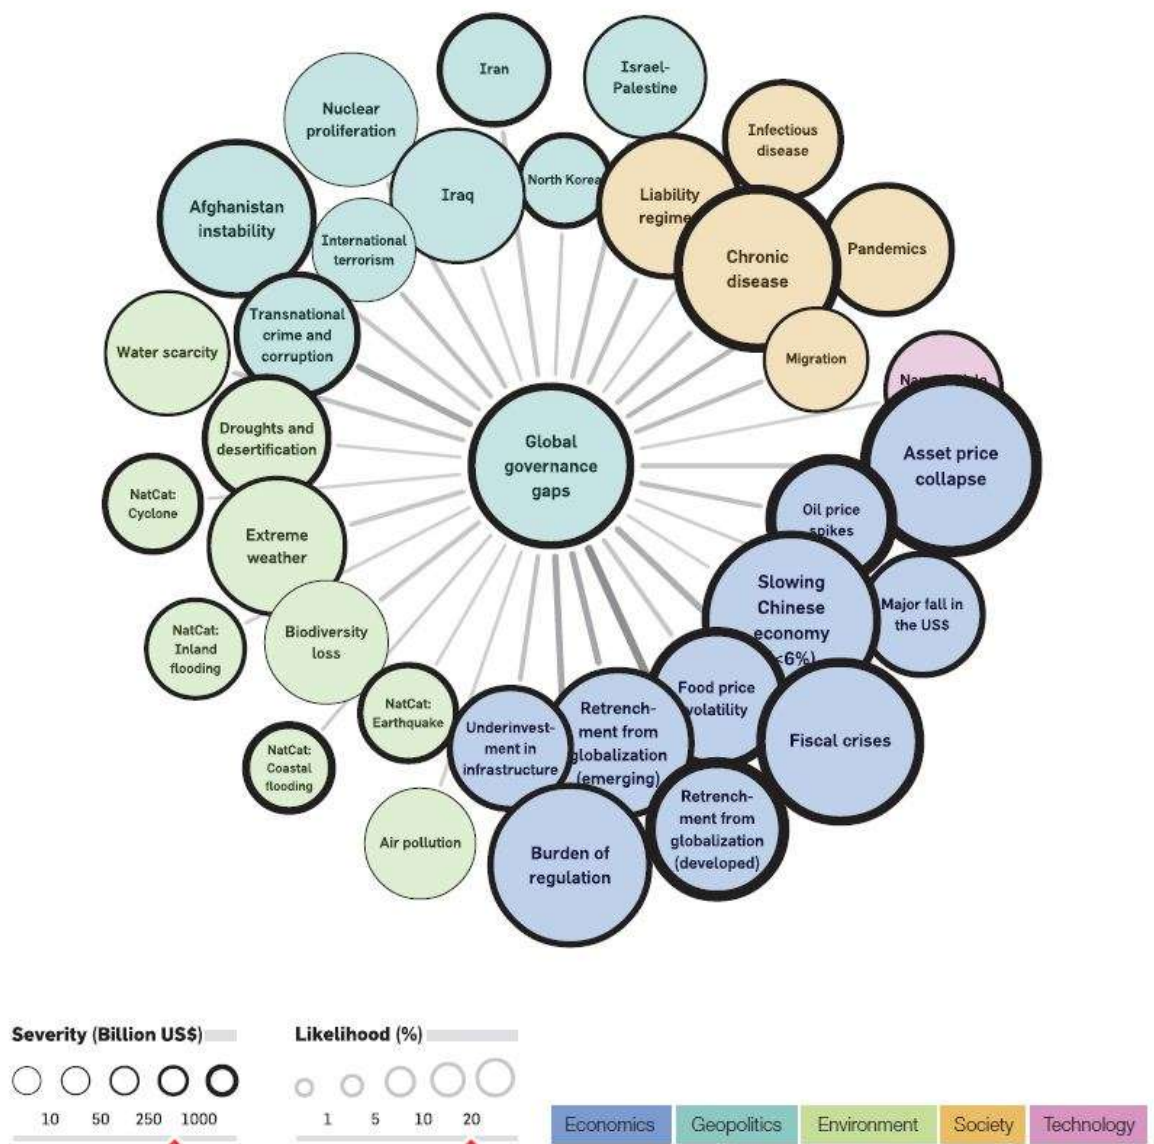 Iran
Israel-
Palestine
Nuclear
proliferation
Infectious
disease
North Korea
Iraq
Liability
regime
Afghanistan
instability
International
terrorism
Chronic
disease
Pandemics
Transnational
crime and
corruption
Water scarcity
Migration
Droughts and
desertification
Global
governance
gaps
Asset price
collapse
NatCat:
Cyclone
Oil price
spikes
Extreme
weather
Slowing
Chinese
economy
<6%)
Major fall in
the US$
NatCat:
Inland
flooding
Biodiversity
loss
Food price
volatility
NatCat:
Earthquake
Underinvest-
ment in
infrastructure
Retrench-
ment from
globalization
(emerging)
Fiscal crises
NatCat:
Coastal
flooding
Retrench-
ment from
globalization
(developed)
Air pollution
Burden of
regulation
Severity (Billion US$)
10 50 250 1000
Likelihood (%)
1 5 10 20
Economics Geopolitics Environment Society Technology